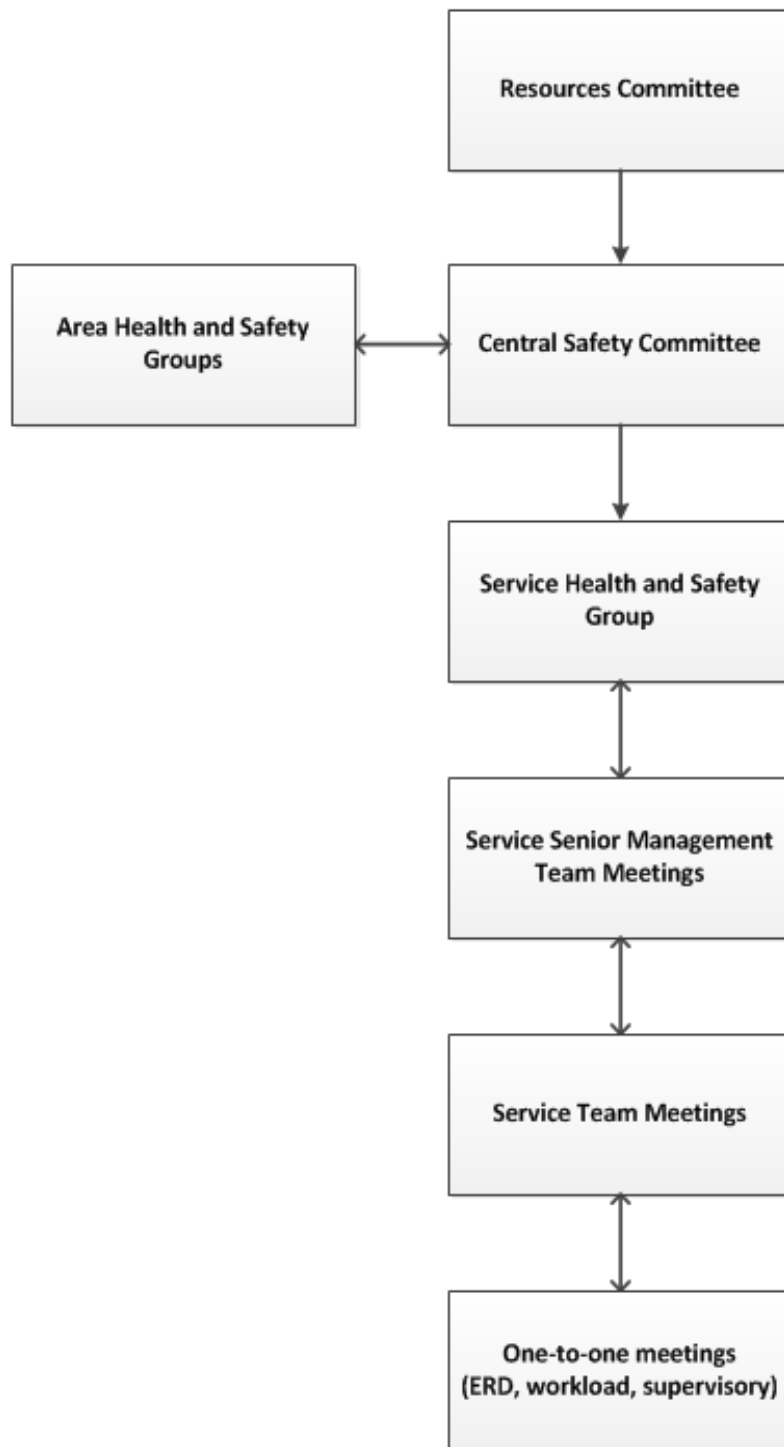 Resources Committee
Area Health and Safety
Groups
Central Safety Committee
Service Health and Safety
Group
Service Senior Management
Team Meetings
Service Team Meetings
One-to-one meetings
(ERD, workload, supervisory)